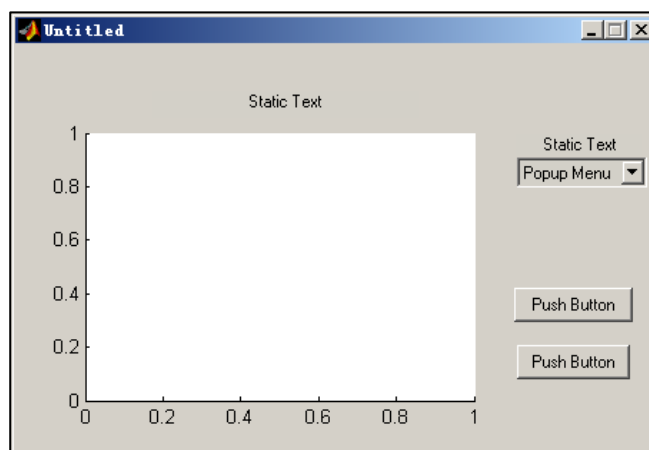 Untitled
Static Text
1
0.8
0.6
0.4
0.2
0
0 0.2 0.4 0.6 0.8 1
Static Text
Popup Menu
Push Button
Push Button